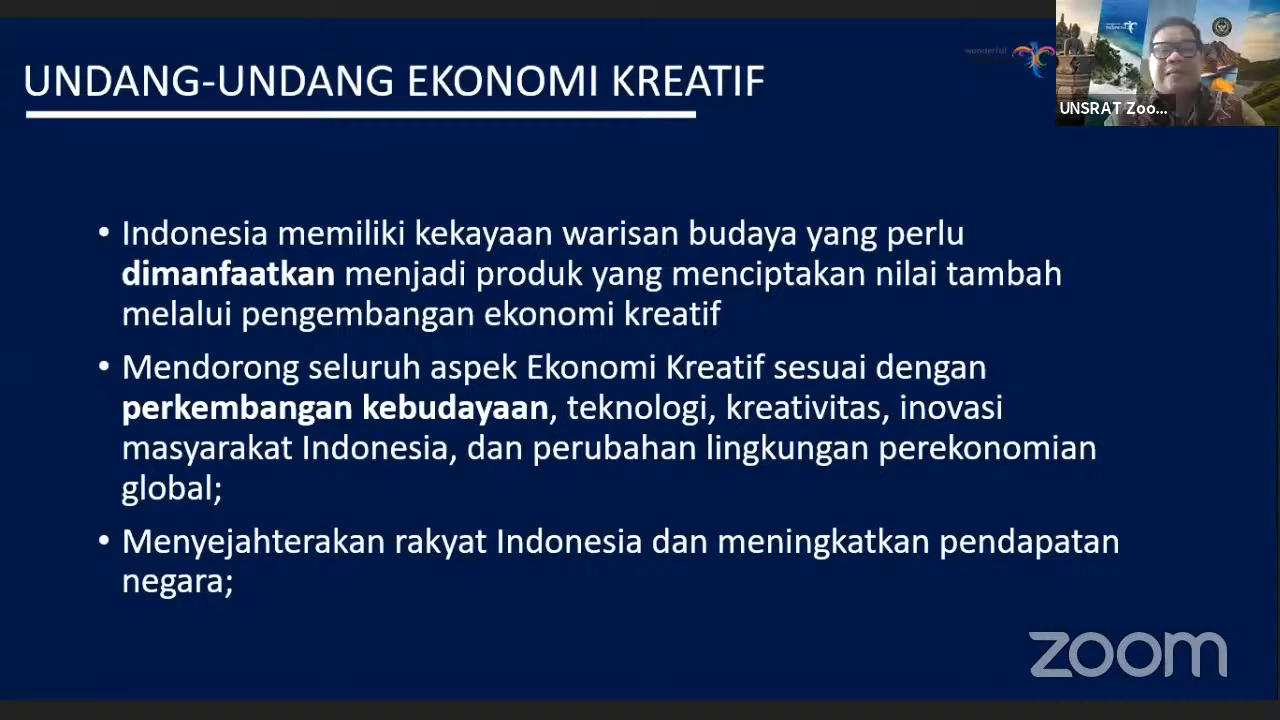 UNDANG-UNDANG EKONOMI KREATIF
wonderful
UNSRAT Zoo...
• Indonesia memiliki kekayaan warisan budaya yang perlu
dimanfaatkan menjadi produk yang menciptakan nilai tambah
melalui pengembangan ekonomi kreatif
• Mendorong seluruh aspek Ekonomi Kreatif sesuai dengan
perkembangan kebudayaan, teknologi, kreativitas, inovasi
masyarakat Indonesia, dan perubahan lingkungan perekonomian
global;
• Menyejahterakan rakyat Indonesia dan meningkatkan pendapatan
negara;
zoom